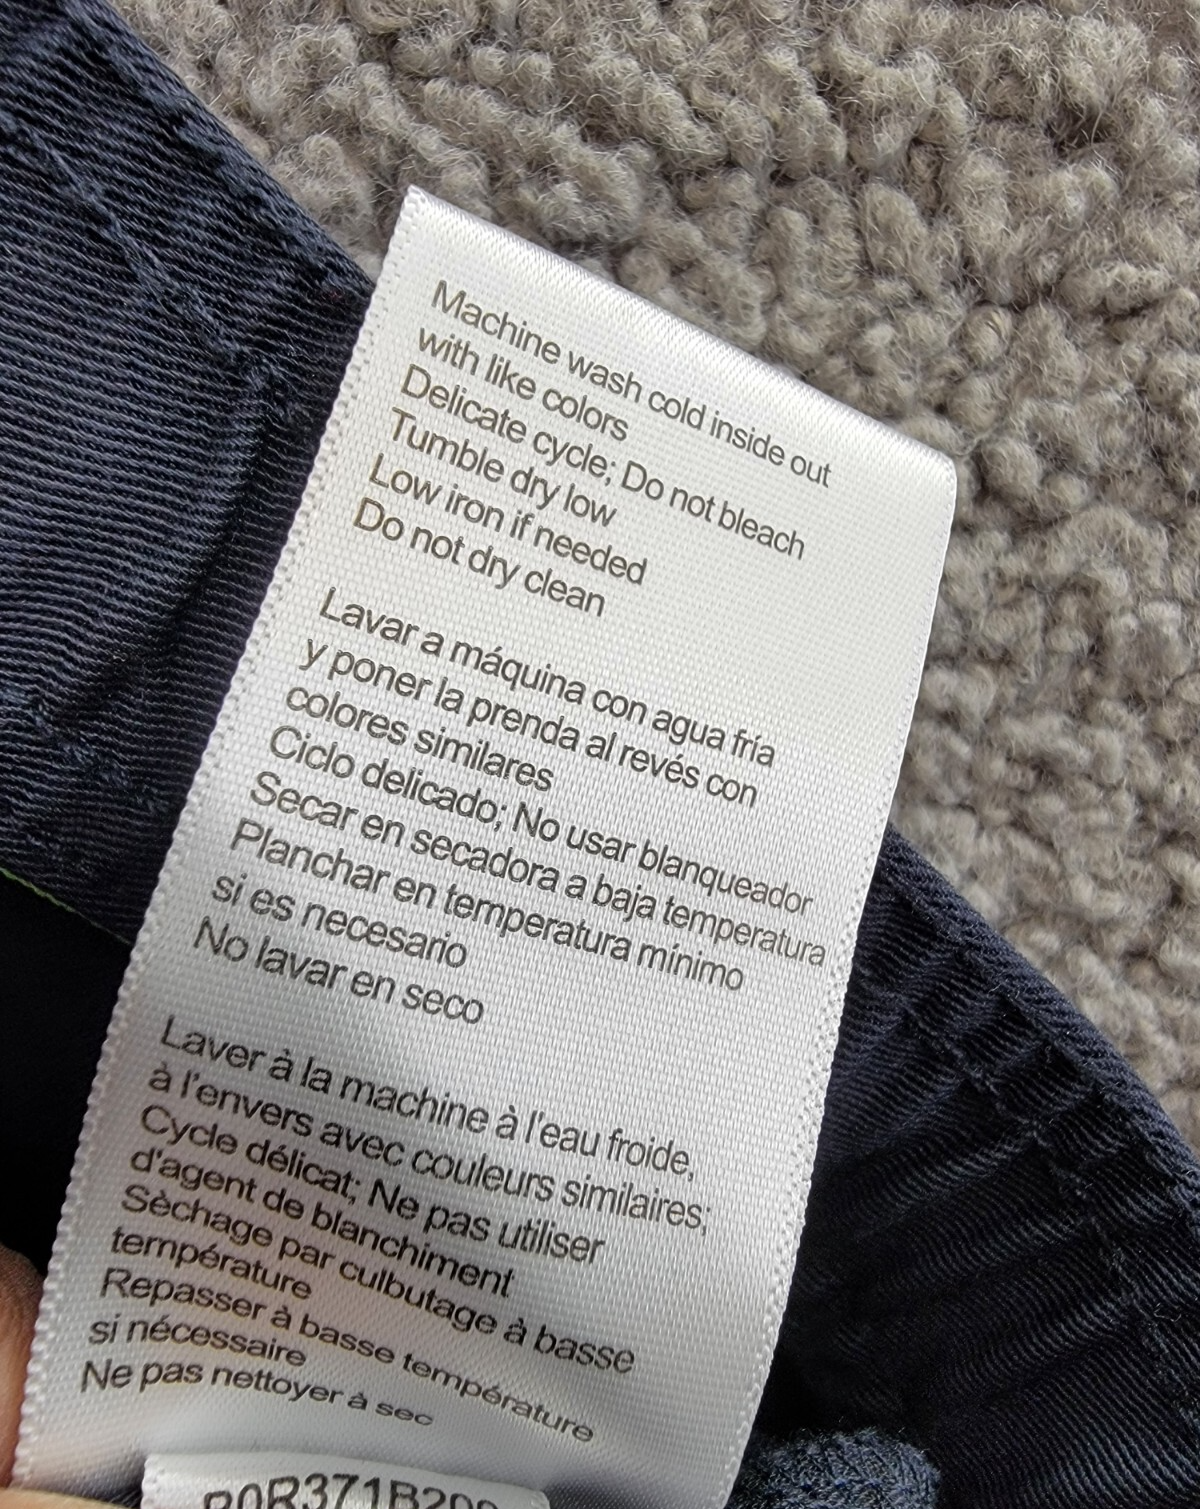 Machine wash cold inside out
with like colors
Delicate cycle; Do not bleach
Tumble dry low
Low iron if needed
Do not dry clean
Lavar a máquina con agua fría
y poner la prenda al revés con
colores similares
Ciclo delicado; No usar blanqueador
Secar en secadora a baja temperatura
Planchar en temperatura mínimo
si es necesario
No lavar en seco
Laver à la machine à l'eau froide,
à l'envers avec couleurs similaires;
Cycle délicat; Ne pas utiliser
d'agent de blanchiment
Sèchage par culbutage à basse
température
Repasser à basse température
si nécessaire
Ne pas nettoyer à sec